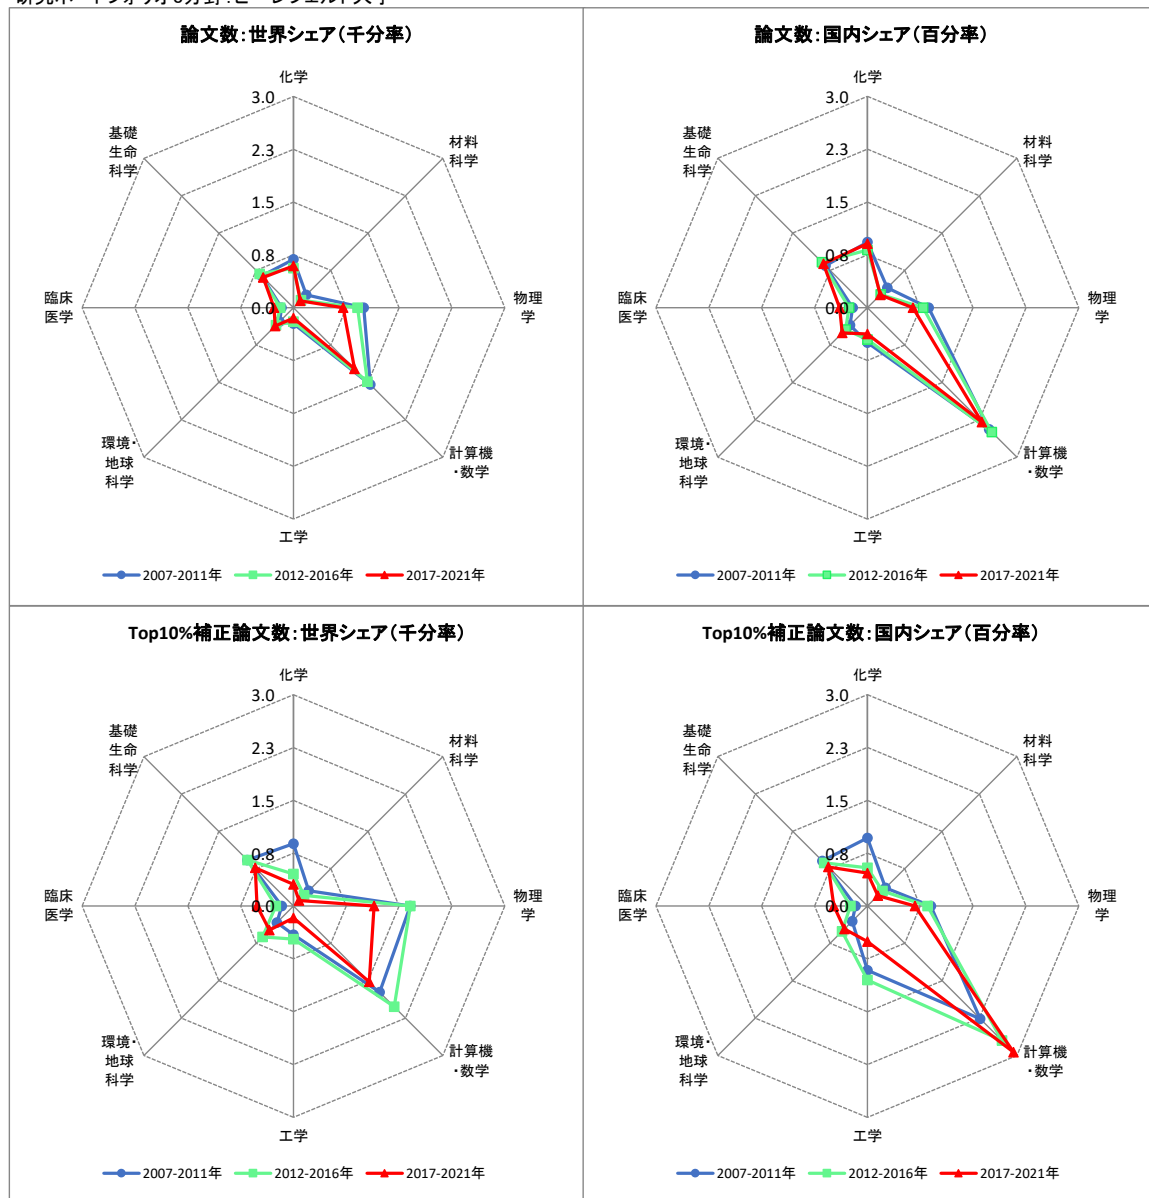 論文数：世界シェア（千分率）
化学
3.0
2.3
1.5
0.8
0.0
材料
科学
物理
学
計算機
・数学
工学
環境・
地球
科学
臨床
医学
基礎
生命
科学
2007-2011年 2012-2016年 2017-2021年
論文数：国内シェア（百分率）
化学
3.0
2.3
1.5
0.8
0.0
材料
科学
物理
学
計算機
・数学
工学
環境・
地球
科学
臨床
医学
基礎
生命
科学
2007-2011年 2012-2016年 2017-2021年
Top10%補正論文数：世界シェア（千分率）
化学
3.0
2.3
1.5
0.8
0.0
材料
科学
物理
学
計算機
・数学
工学
環境・
地球
科学
臨床
医学
基礎
生命
科学
2007-2011年 2012-2016年 2017-2021年
Top10%補正論文数：国内シェア（百分率）
化学
3.0
2.3
1.5
0.8
0.0
材料
科学
物理
学
計算機
・数学
工学
環境・
地球
科学
臨床
医学
基礎
生命
科学
2007-2011年 2012-2016年 2017-2021年